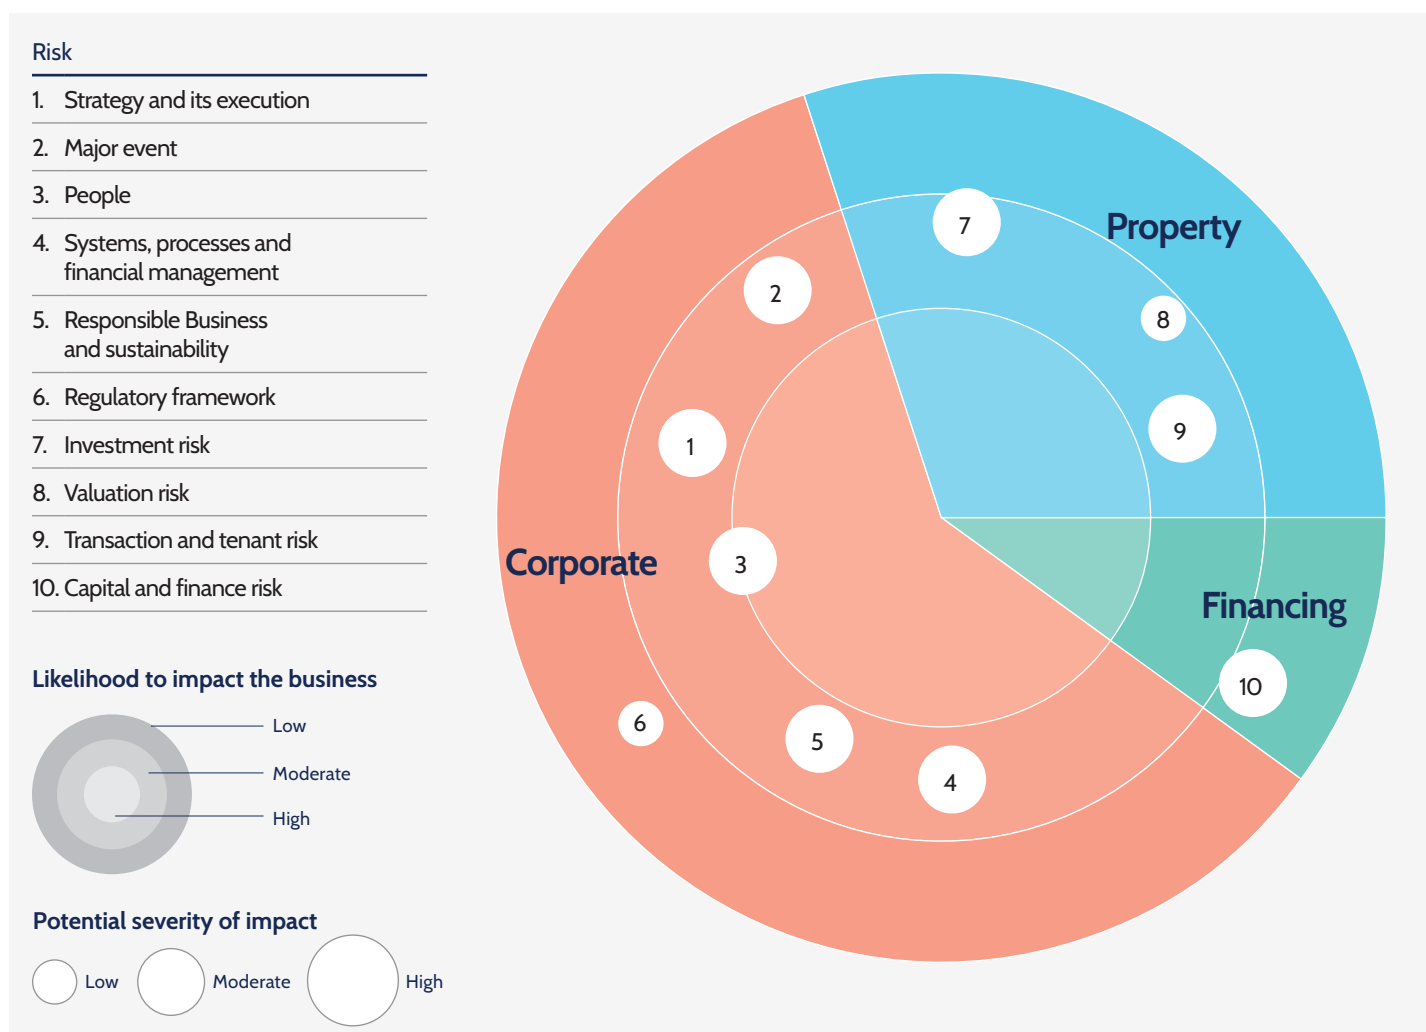 Risk
1. Strategy and its execution
2. Major event
3. People
4. Systems, processes and
financial management
5. Responsible Business
and sustainability
6. Regulatory framework
7. Investment risk
8. Valuation risk
9. Transaction and tenant risk
10. Capital and finance risk
Likelihood to impact the business
Low
Moderate
High
Potential severity of impact
Low
Moderate
High
Property
7
2
8
9
1
Corporate
3
Financing
10
6
5
4